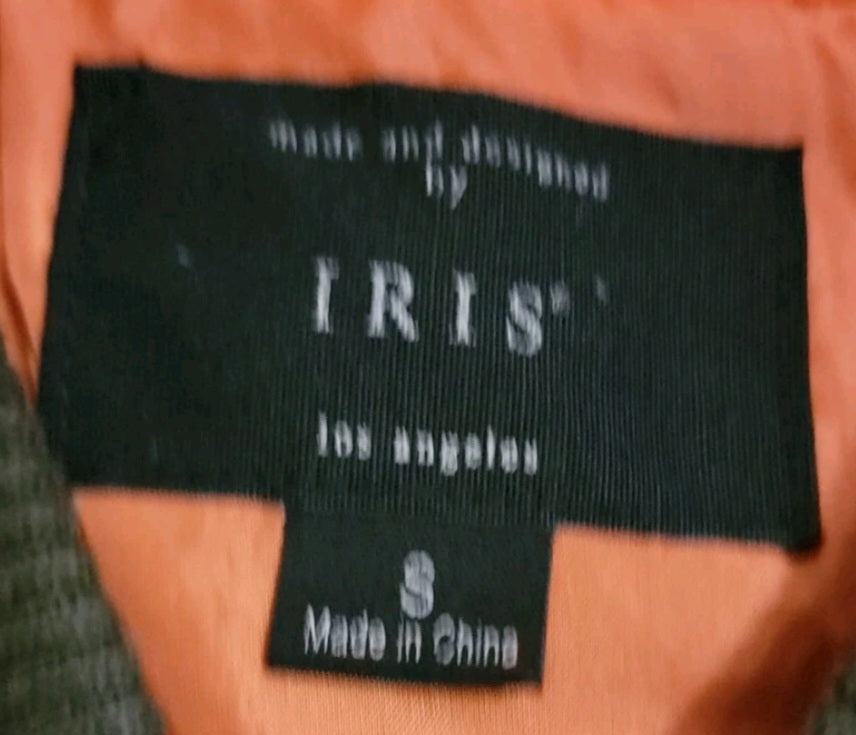 made and designed
by
IRIS®
los angeles
S
Made in China